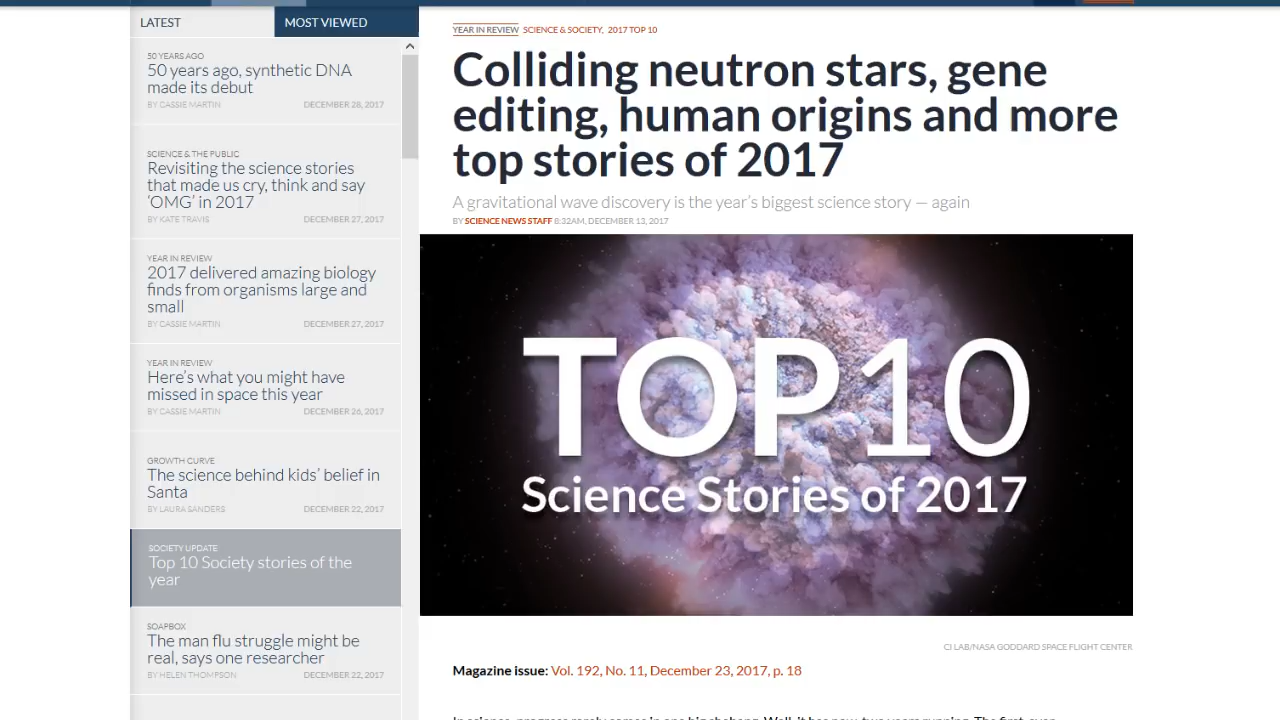 LATEST
MOST VIEWED
50 YEARS AGO
50 years ago, synthetic DNA
made its debut
BY CASSIE MARTIN DECEMBER 28, 2017
SCIENCE & THE PUBLIC
Revisiting the science stories
that made us cry, think and say
‘OMG’ in 2017
BY KATE TRAVIS DECEMBER 27, 2017
YEAR IN REVIEW
2017 delivered amazing biology
finds from organisms large and
small
BY CASSIE MARTIN DECEMBER 27, 2017
YEAR IN REVIEW
Here’s what you might have
missed in space this year
BY CASSIE MARTIN DECEMBER 26, 2017
GROWTH CURVE
The science behind kids’ belief in
Santa
BY LAURA SANDERS DECEMBER 22, 2017
SOCIETY UPDATE
Top 10 Society stories of the
year
SOAPBOX
The man flu struggle might be
real, says one researcher
BY HELEN THOMPSON DECEMBER 22, 2017
YEAR IN REVIEW SCIENCE & SOCIETY, 2017 TOP 10
Colliding neutron stars, gene
editing, human origins and more
top stories of 2017
A gravitational wave discovery is the year’s biggest science story — again
BY SCIENCE NEWS STAFF 8:32AM, DECEMBER 13, 2017
TOP10
Science Stories of 2017
CI LAB/NASA GODDARD SPACE FLIGHT CENTER
Magazine issue: Vol. 192, No. 11, December 23, 2017, p. 18